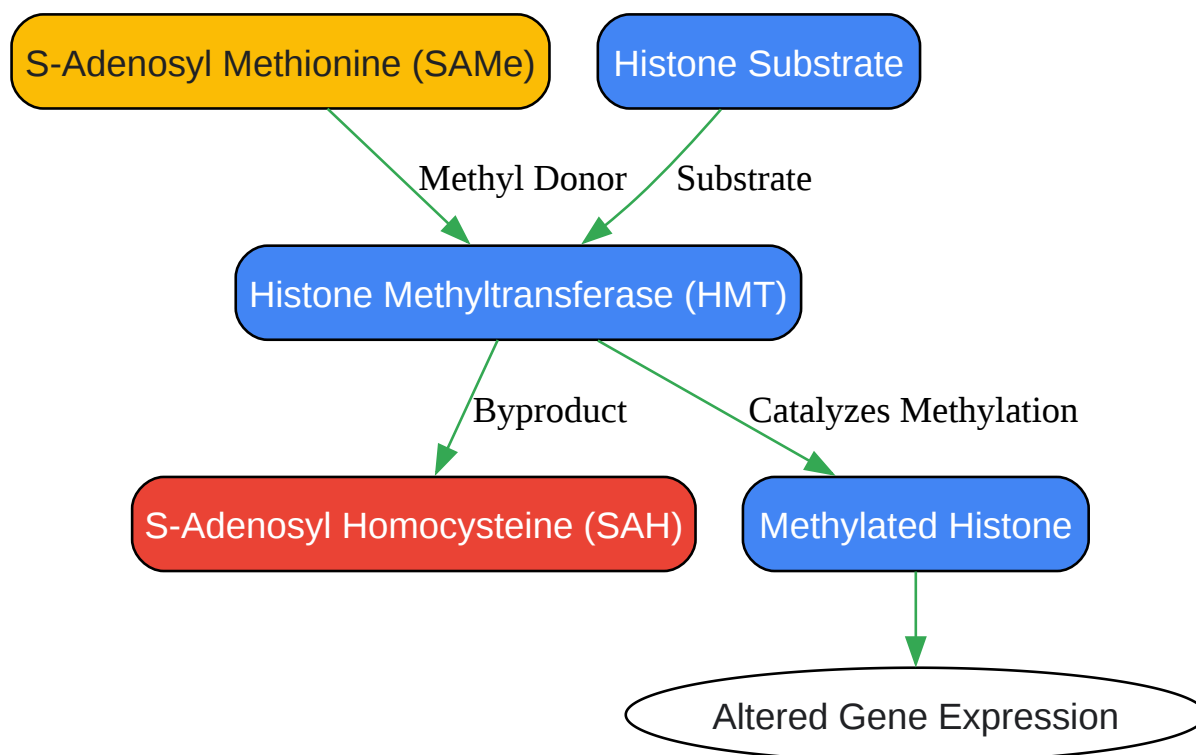 S-Adenosyl Methionine (SAMe)
Histone Substrate
Methyl Donor
Substrate
Histone Methyltransferase (HMT)
Byproduct
Catalyzes Methylation
S-Adenosyl Homocysteine (SAH)
Methylated Histone
Altered Gene Expression